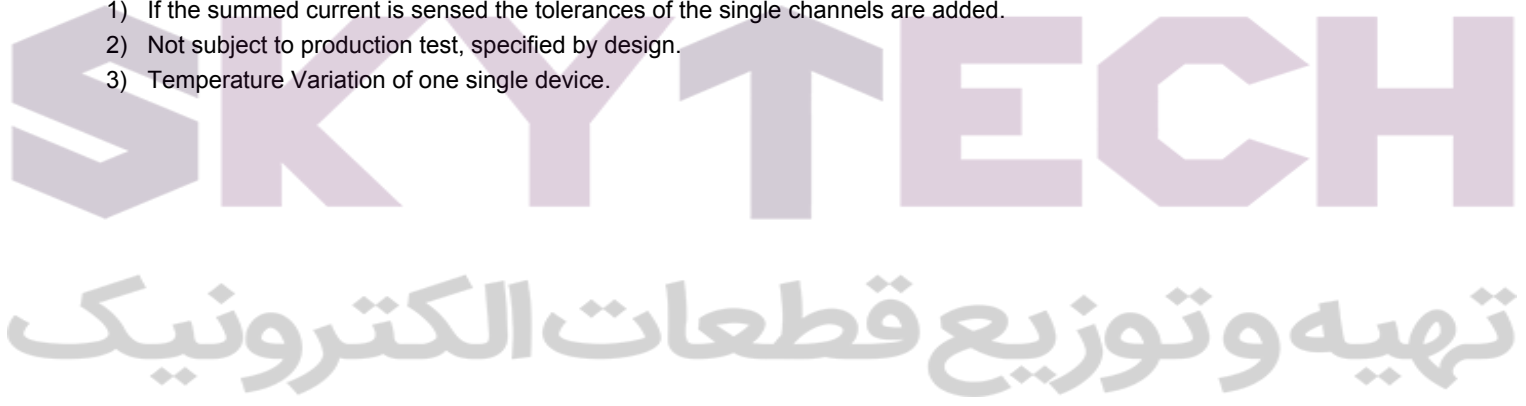 1) If the summed current is sensed the tolerances of the single channels are added.
2) Not subject to production test, specified by design.
3) Temperature Variation of one single device.
SKYTECH
تهیه و توزیع قطعات الکترونیک